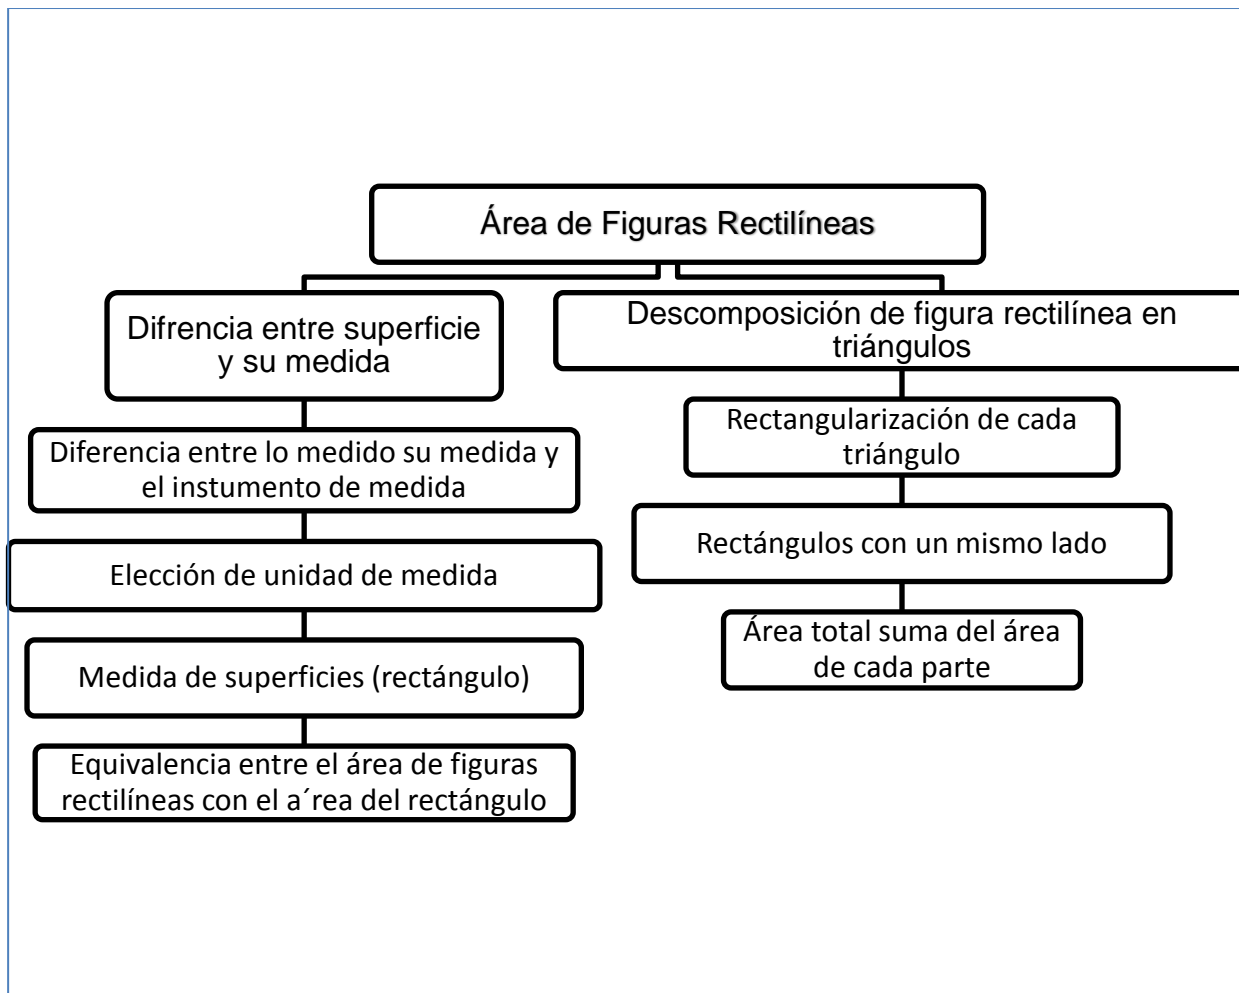 Área de Figuras Rectilíneas
Difrencia entre superficie
y su medida
Diferencia entre lo medido su medida y
el instumento de medida
Elección de unidad de medida
Medida de superficies (rectángulo)
Equivalencia entre el área de figuras
rectilíneas con el a´rea del rectángulo
Descomposición de figura rectilínea en
triángulos
Rectangularización de cada
triángulo
Rectángulos con un mismo lado
Área total suma del área
de cada parte